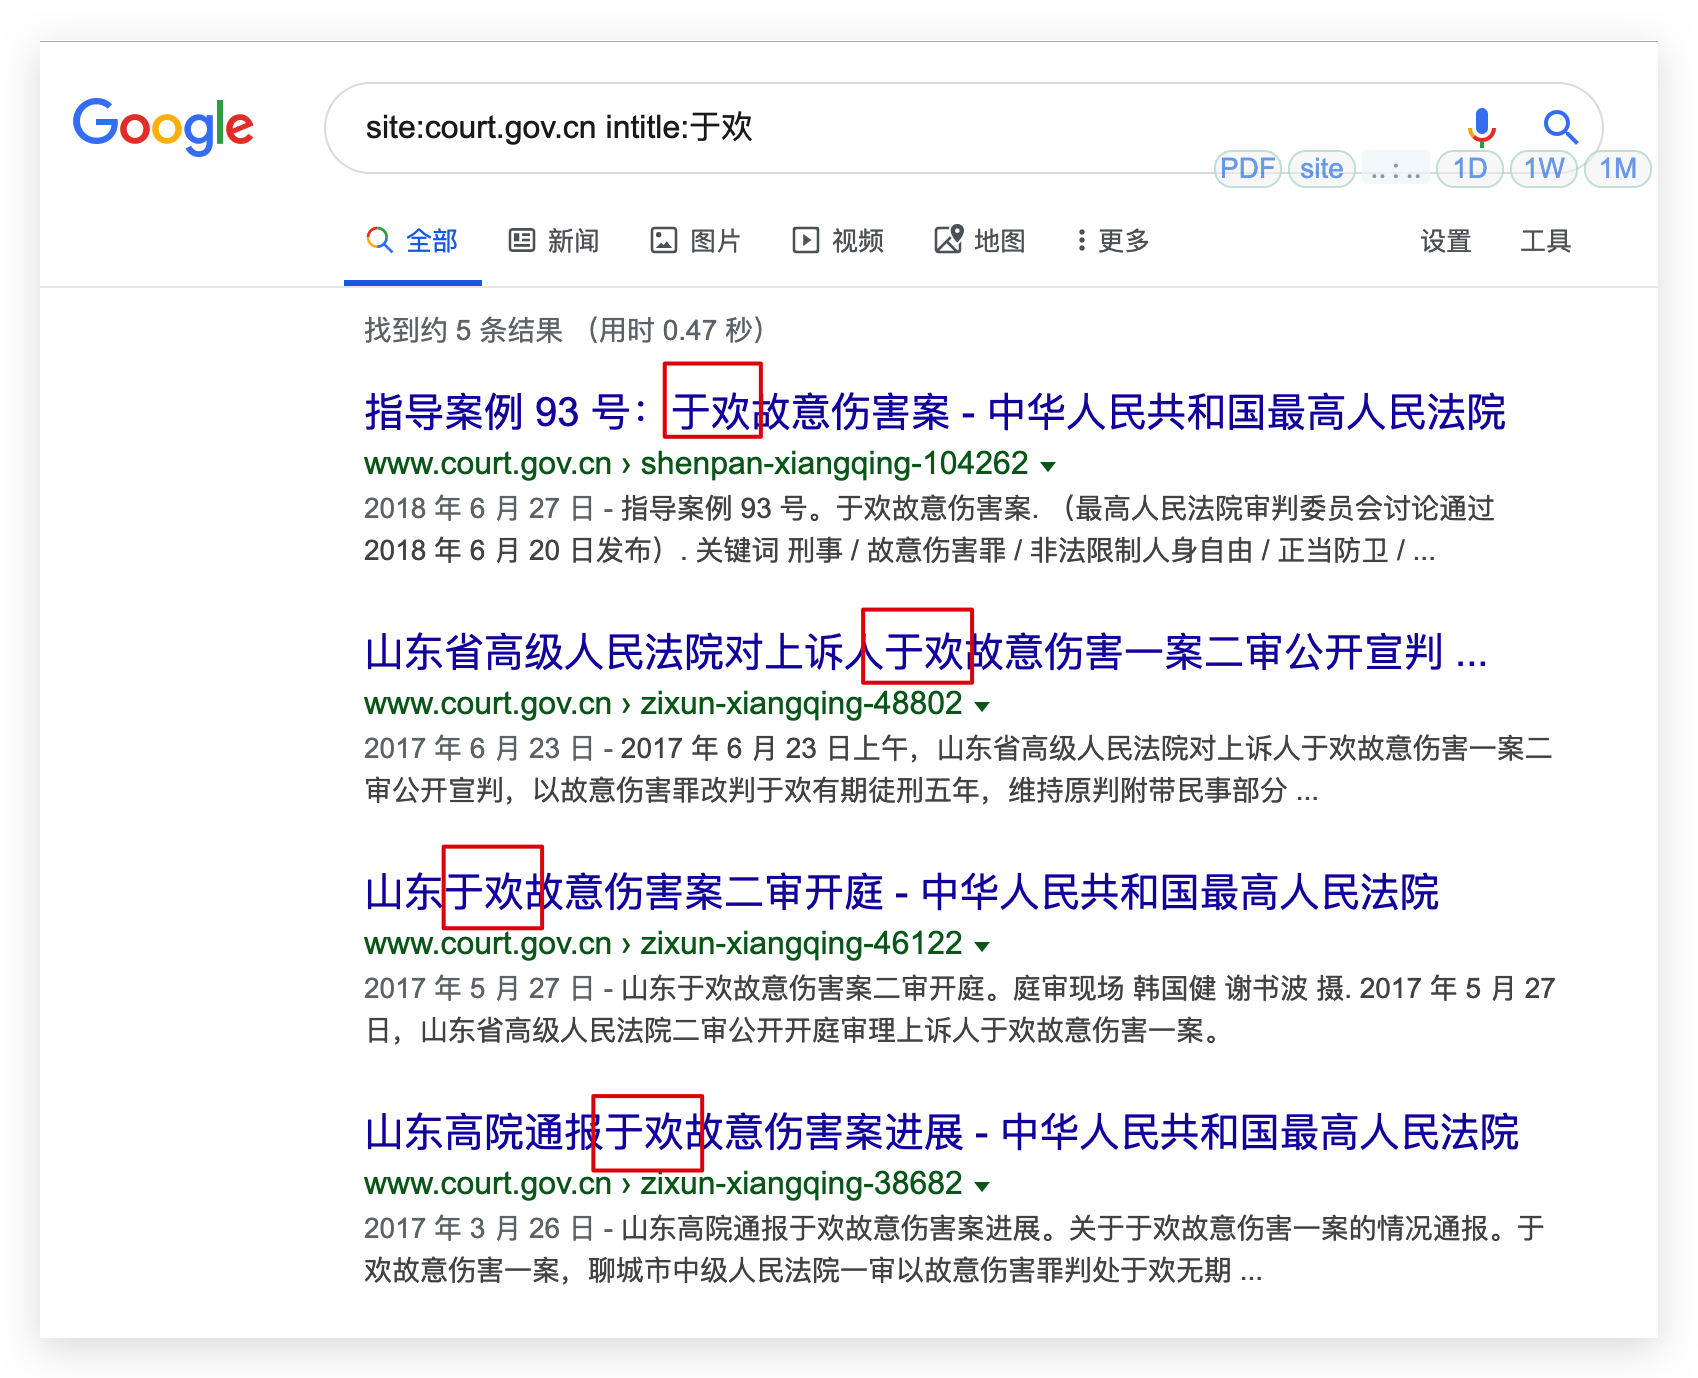 Google
site:court.gov.cn intitle:于欢
PDF site ..:.. 1D 1W 1M
全部 新闻 图片 视频 地图 更多 设置 工具
找到约 5 条结果 （用时 0.47 秒）
指导案例 93 号：于欢故意伤害案 - 中华人民共和国最高人民法院
www.court.gov.cn › shenpan-xiangqing-104262
2018 年 6 月 27 日 - 指导案例 93 号。于欢故意伤害案. （最高人民法院审判委员会讨论通过
2018 年 6 月 20 日发布）. 关键词 刑事 / 故意伤害罪 / 非法限制人身自由 / 正当防卫 / ...
山东省高级人民法院对上诉人于欢故意伤害一案二审公开宣判 ...
www.court.gov.cn › zixun-xiangqing-48802
2017 年 6 月 23 日 - 2017 年 6 月 23 日上午，山东省高级人民法院对上诉人于欢故意伤害一案二
审公开宣判，以故意伤害罪改判于欢有期徒刑五年，维持原判附带民事部分 ...
山东于欢故意伤害案二审开庭 - 中华人民共和国最高人民法院
www.court.gov.cn › zixun-xiangqing-46122
2017 年 5 月 27 日 - 山东于欢故意伤害案二审开庭。庭审现场 韩国健 谢书波 摄. 2017 年 5 月 27
日，山东省高级人民法院二审公开开庭审理上诉人于欢故意伤害一案。
山东高院通报于欢故意伤害案进展 - 中华人民共和国最高人民法院
www.court.gov.cn › zixun-xiangqing-38682
2017 年 3 月 26 日 - 山东高院通报于欢故意伤害案进展。关于于欢故意伤害一案的情况通报。于
欢故意伤害一案，聊城市中级人民法院一审以故意伤害罪判处于欢无期 ...